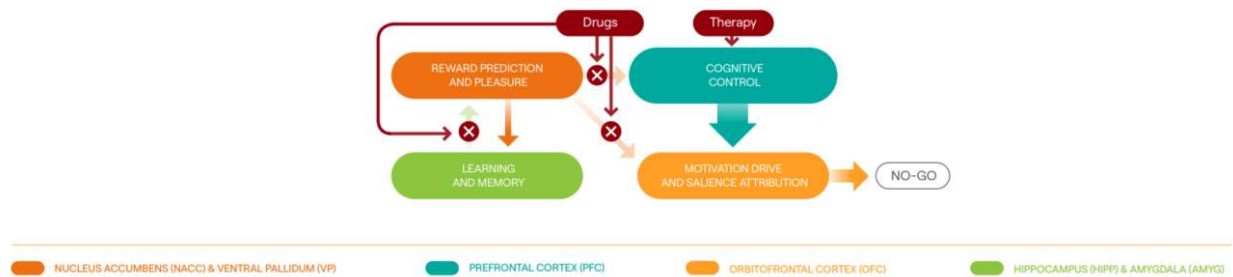 Drugs
Therapy
REWARD PREDICTION
AND PLEASURE
COGNITIVE
CONTROL
LEARNING
AND MEMORY
MOTIVATION DRIVE
AND SALIENCE ATTRIBUTION
NO-GO
NUCLEUS ACCUMBENS (NACC) & VENTRAL PALLIDUM (VP)
PREFRONTAL CORTEX (PFC)
ORBITOFRONTAL CORTEX (OFC)
HIPPOCAMPUS (HIPP) & AMYGDALA (AMYG)